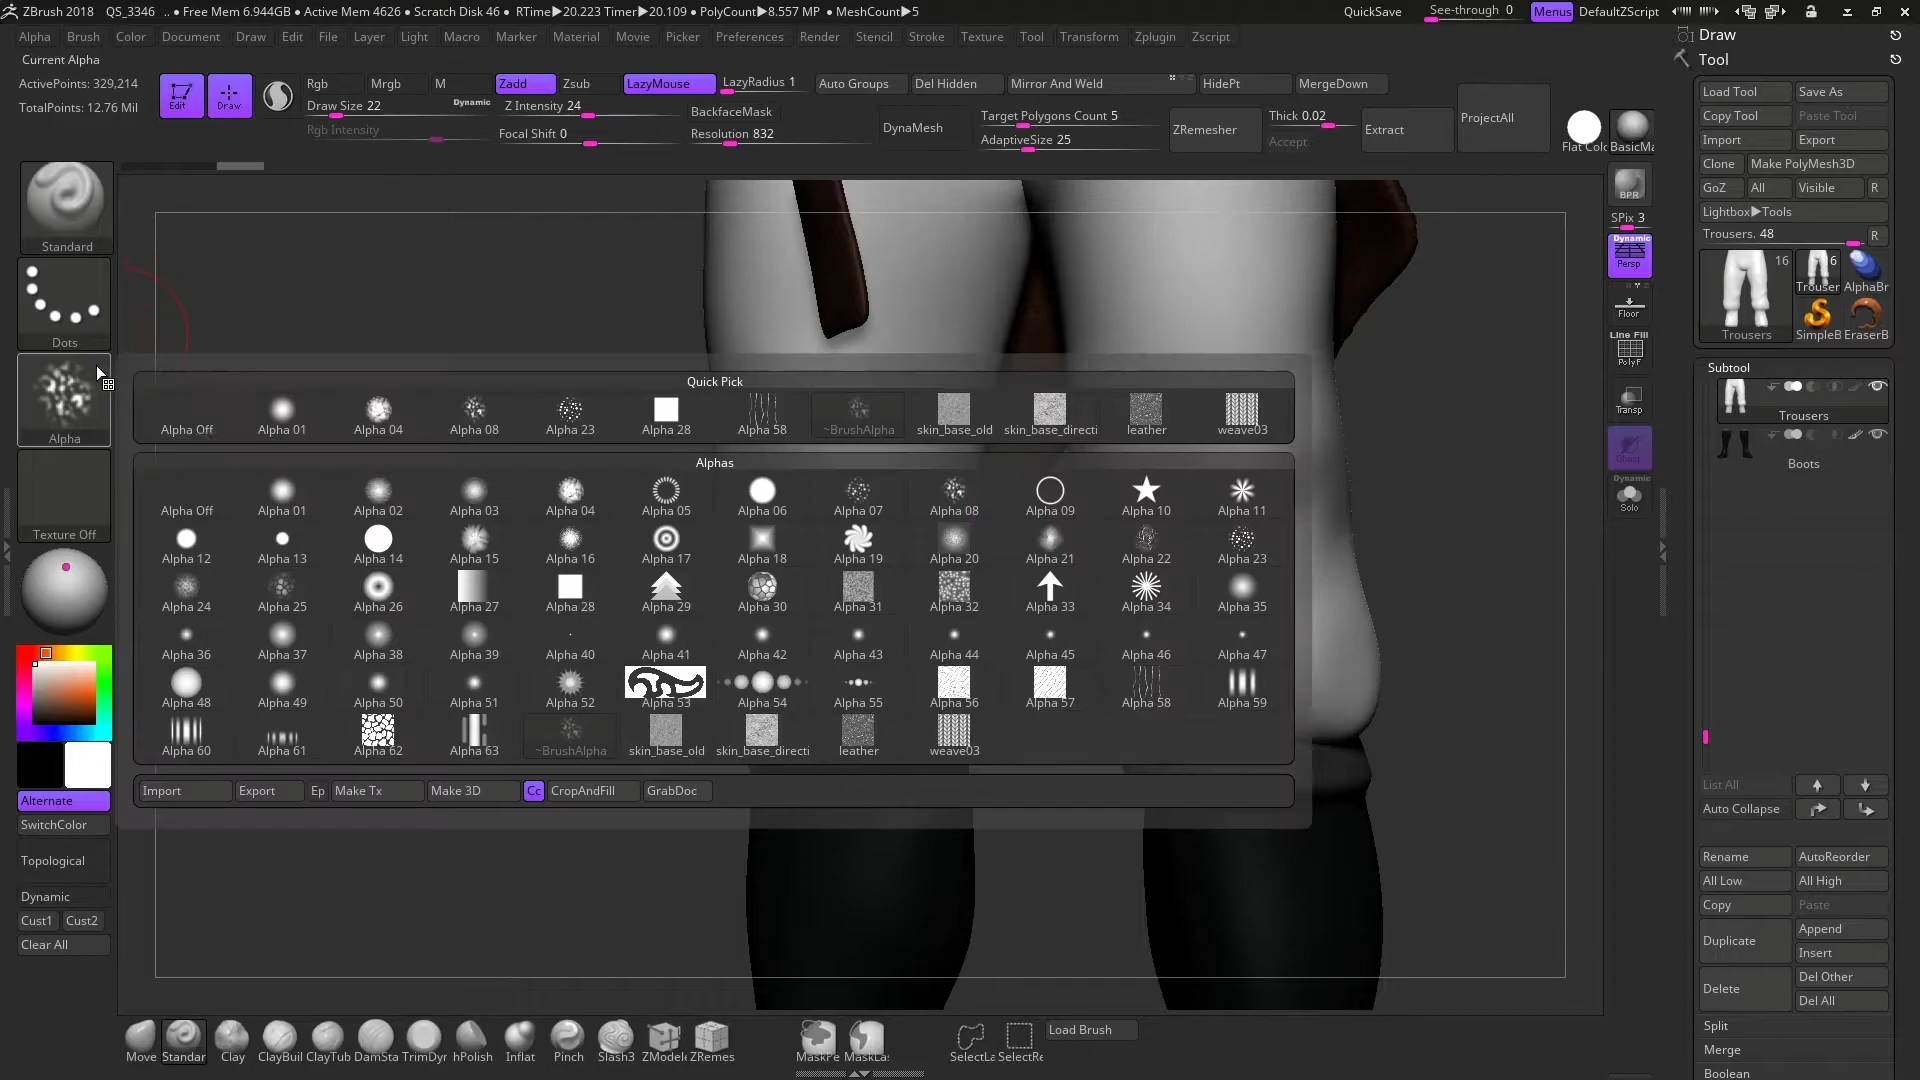 ZBrush 2018 QS_3346 .. • Free Mem 6.944GB • Active Mem 4626 • Scratch Disk 46 • RTime▶20.223 Timer▶20.109 • PolyCount▶8.557 MP • MeshCount▶5 QuickSave See-through 0 Menus DefaultZScript
Alpha Brush Color Document Draw Edit File Layer Light Macro Marker Material Movie Picker Preferences Render Stencil Stroke Texture Tool Transform Zplugin Zscript
Draw
Tool
Current Alpha
ActivePoints: 329,214
TotalPoints: 12.76 Mil
Edit
Draw
Rgb Mrgb M Zadd Zsub LazyMouse LazyRadius 1 Auto Groups Del Hidden Mirror And Weld HidePt MergeDown
Draw Size 22 Dynamic Z Intensity 24 BackfaceMask
Rgb Intensity Focal Shift 0 Resolution 832
DynaMesh
Target Polygons Count 5
AdaptiveSize 25
ZRemesher
Thick 0.02
Accept
Extract
ProjectAll
Flat Colo BasicMa
Load Tool Save As
Copy Tool Paste Tool
Import Export
Clone Make PolyMesh3D
GoZ All Visible R
Lightbox▶Tools
Trousers. 48 R
16 6
Trouser AlphaBr
Trousers SimpleB EraserB
Standard
Dots
Alpha
Texture Off
Alternate
SwitchColor
Topological
Dynamic
Cust1 Cust2
Clear All
Quick Pick
Alpha Off Alpha 01 Alpha 04 Alpha 08 Alpha 23 Alpha 28 Alpha 58 ~BrushAlpha skin_base_old skin_base_directi leather weave03
Alphas
Alpha Off Alpha 01 Alpha 02 Alpha 03 Alpha 04 Alpha 05 Alpha 06 Alpha 07 Alpha 08 Alpha 09 Alpha 10 Alpha 11
Alpha 12 Alpha 13 Alpha 14 Alpha 15 Alpha 16 Alpha 17 Alpha 18 Alpha 19 Alpha 20 Alpha 21 Alpha 22 Alpha 23
Alpha 24 Alpha 25 Alpha 26 Alpha 27 Alpha 28 Alpha 29 Alpha 30 Alpha 31 Alpha 32 Alpha 33 Alpha 34 Alpha 35
Alpha 36 Alpha 37 Alpha 38 Alpha 39 Alpha 40 Alpha 41 Alpha 42 Alpha 43 Alpha 44 Alpha 45 Alpha 46 Alpha 47
Alpha 48 Alpha 49 Alpha 50 Alpha 51 Alpha 52 Alpha 53 Alpha 54 Alpha 55 Alpha 56 Alpha 57 Alpha 58 Alpha 59
Alpha 60 Alpha 61 Alpha 62 Alpha 63 ~BrushAlpha skin_base_old skin_base_directi leather weave03
Import Export Ep Make Tx Make 3D Cc CropAndFill GrabDoc
BPR
SPix 3
Dynamic
Persp
Floor
Line Fill
PolyF
Transp
Ghost
Dynamic
Solo
Subtool
Trousers
Boots
List All
Auto Collapse
Rename AutoReorder
All Low All High
Copy Paste
Duplicate Append
Insert
Delete Del Other
Del All
Split
Merge
Boolean
Move Standar Clay ClayBuil ClayTub DamSta TrimDyr hPolish Inflat Pinch Slash3 ZModele ZRemes MaskPe MaskLa: SelectLa SelectRe Load Brush